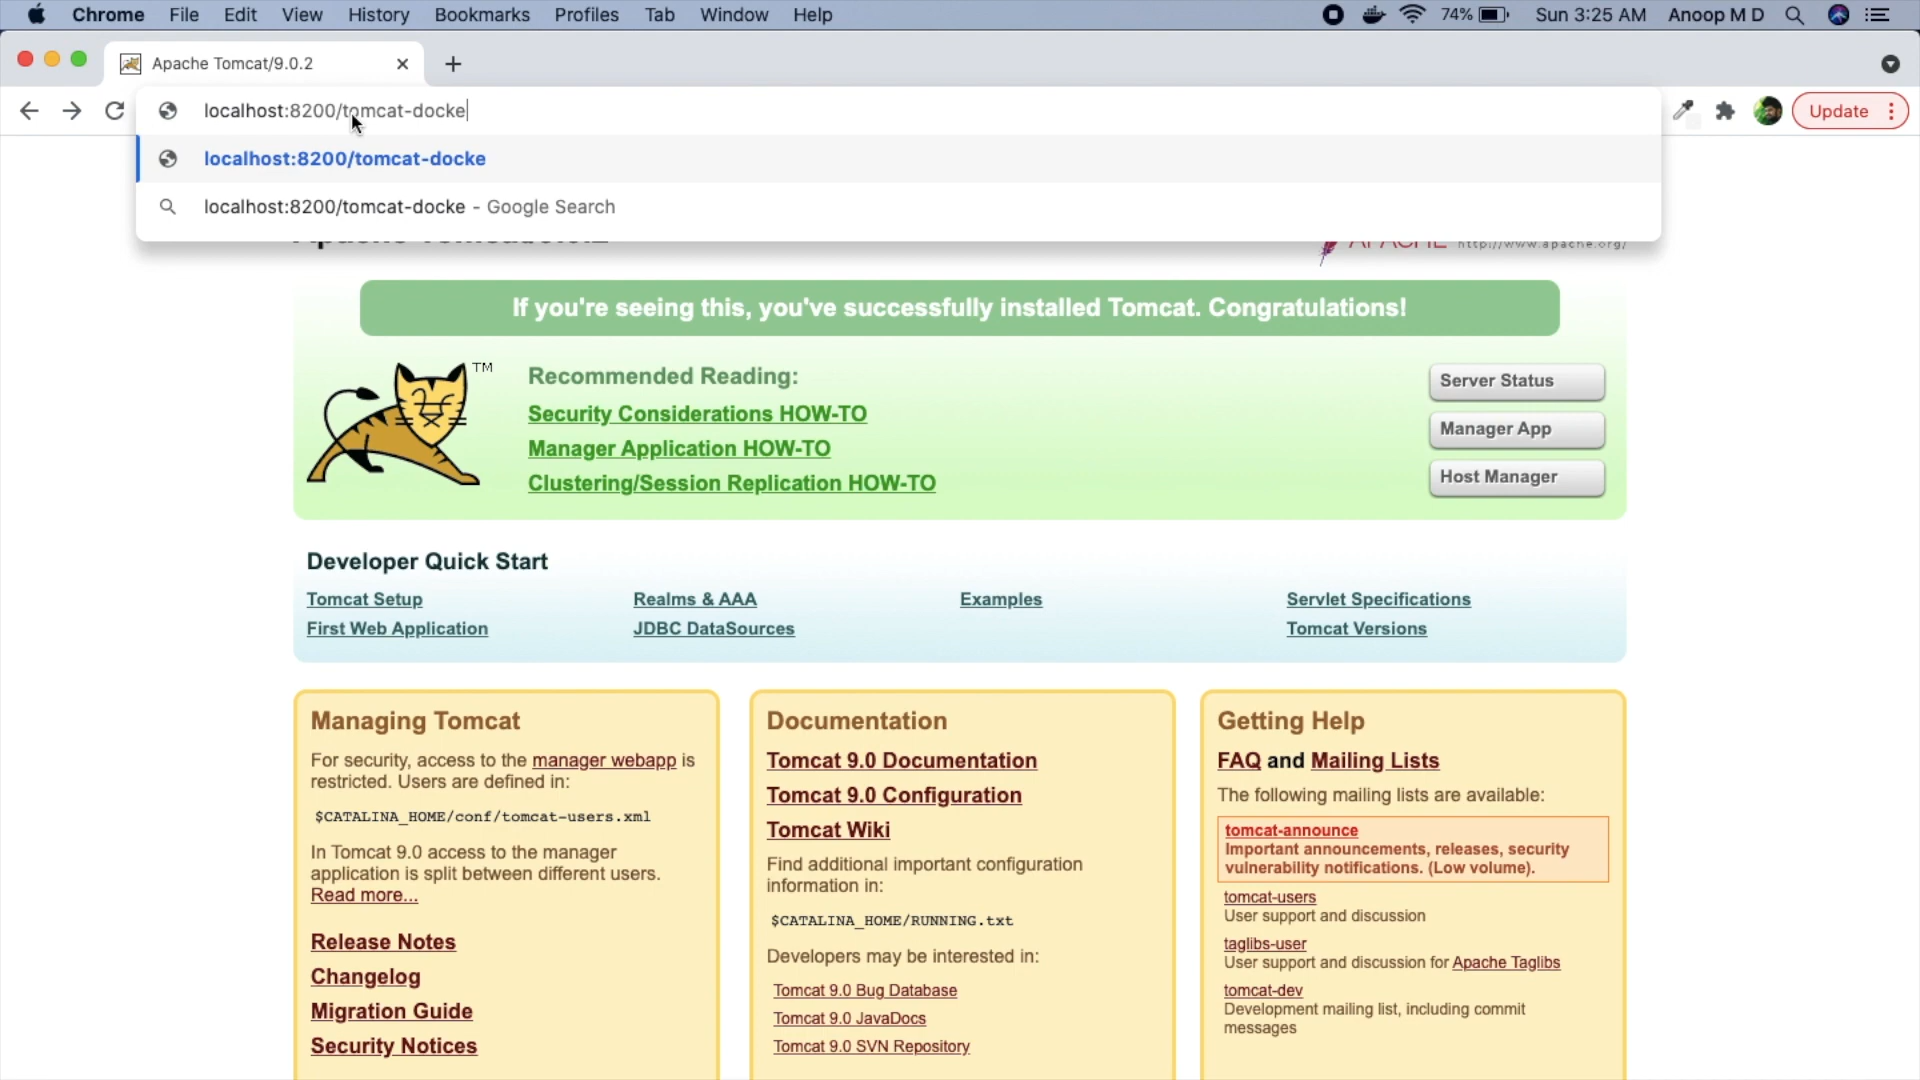 Chrome File Edit View History Bookmarks Profiles Tab Window Help 74% Sun 3:25 AM Anoop M D
Apache Tomcat/9.0.2
localhost:8200/tomcat-docke
Update
localhost:8200/tomcat-docke
localhost:8200/tomcat-docke - Google Search
http://www.apache.org/
If you're seeing this, you've successfully installed Tomcat. Congratulations!
TM
Recommended Reading:
Security Considerations HOW-TO
Manager Application HOW-TO
Clustering/Session Replication HOW-TO
Server Status
Manager App
Host Manager
Developer Quick Start
Tomcat Setup
First Web Application
Realms & AAA
JDBC DataSources
Examples
Servlet Specifications
Tomcat Versions
Managing Tomcat
For security, access to the manager webapp is
restricted. Users are defined in:
$CATALINA_HOME/conf/tomcat-users.xml
In Tomcat 9.0 access to the manager
application is split between different users.
Read more...
Release Notes
Changelog
Migration Guide
Security Notices
Documentation
Tomcat 9.0 Documentation
Tomcat 9.0 Configuration
Tomcat Wiki
Find additional important configuration
information in:
$CATALINA_HOME/RUNNING.txt
Developers may be interested in:
Tomcat 9.0 Bug Database
Tomcat 9.0 JavaDocs
Tomcat 9.0 SVN Repository
Getting Help
FAQ and Mailing Lists
The following mailing lists are available:
tomcat-announce
Important announcements, releases, security
vulnerability notifications. (Low volume).
tomcat-users
User support and discussion
taglibs-user
User support and discussion for Apache Taglibs
tomcat-dev
Development mailing list, including commit
messages